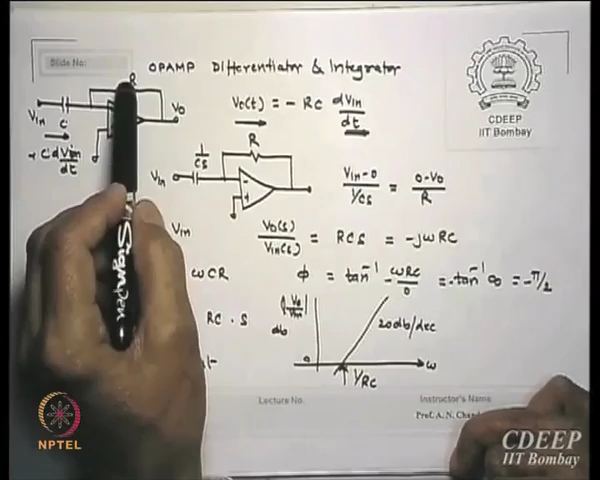 Slide No:
OPAMP Differentiator & Integrator
CDEEP
IIT Bombay
R
Vin
C
Vo
+ C dVin/dt
Vo(t) = - RC dVin/dt
1/CS
R
Vin
Vin-0 / 1/CS = 0-Vo / R
Vin
Vo(s)/Vin(s) = RCS = -jωRC
ωCR
φ = tan⁻¹ -ωRC/0 = -tan⁻¹ ∞ = -π/2
RC · S
Vo/Vin
db
20db/dec
0
ω
1/RC
Lecture No.
Instructor's Name
Prof. A. N. Chand
Sign Pen
NPTEL
CDEEP
IIT Bombay